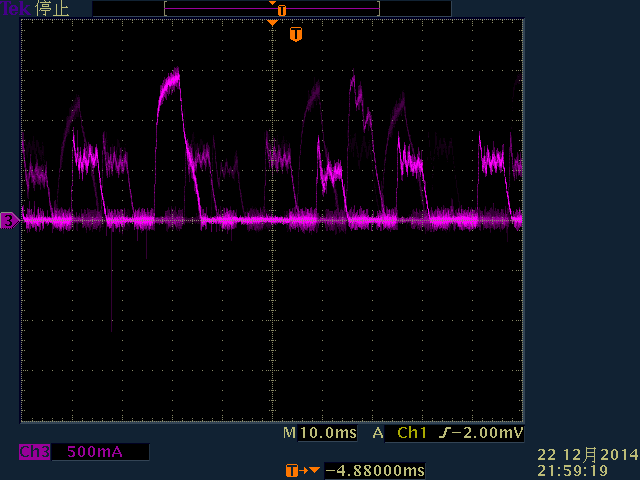 Tek 停止
T
T
3
M 10.0ms A Ch1 ∫−2.00mV
Ch3 500mA
22 12月 2014
T→▼ −4.88000ms
21:59:19